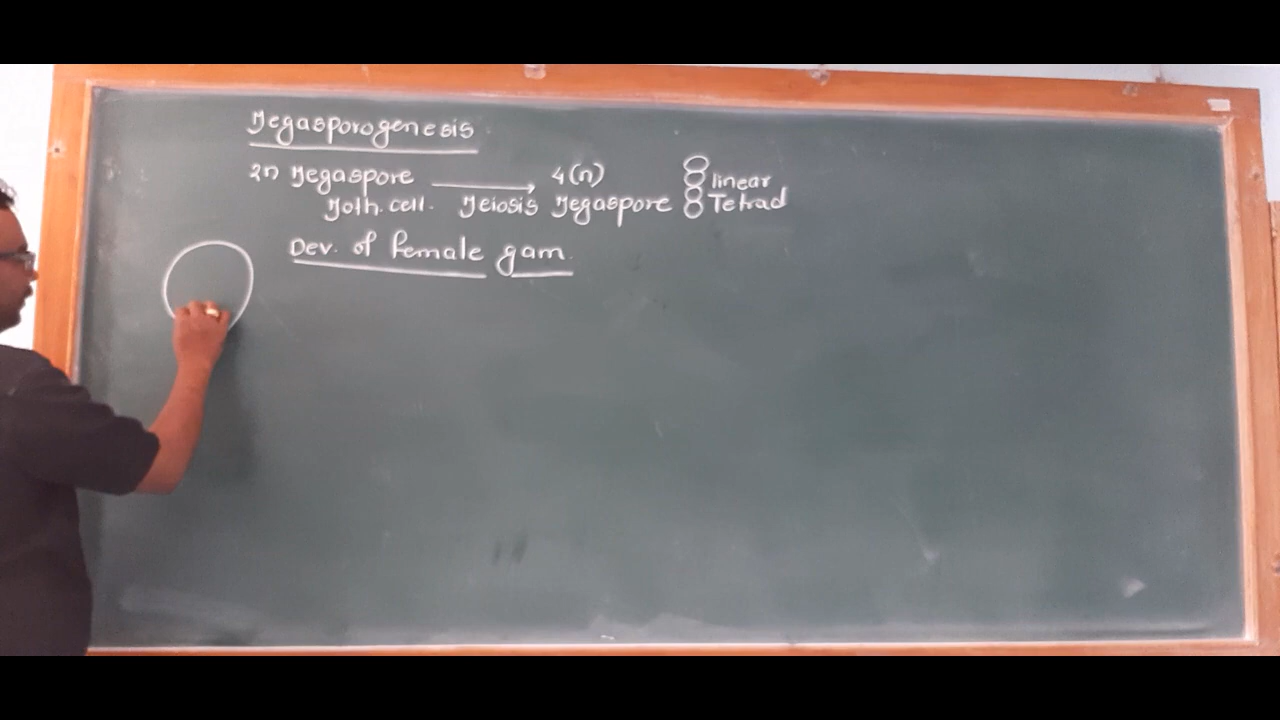 Megasporogenesis
2n Megaspore ⟶ 4(n) linear
Moth. cell. Meiosis Megaspore Tetrad
Dev. of female gam.